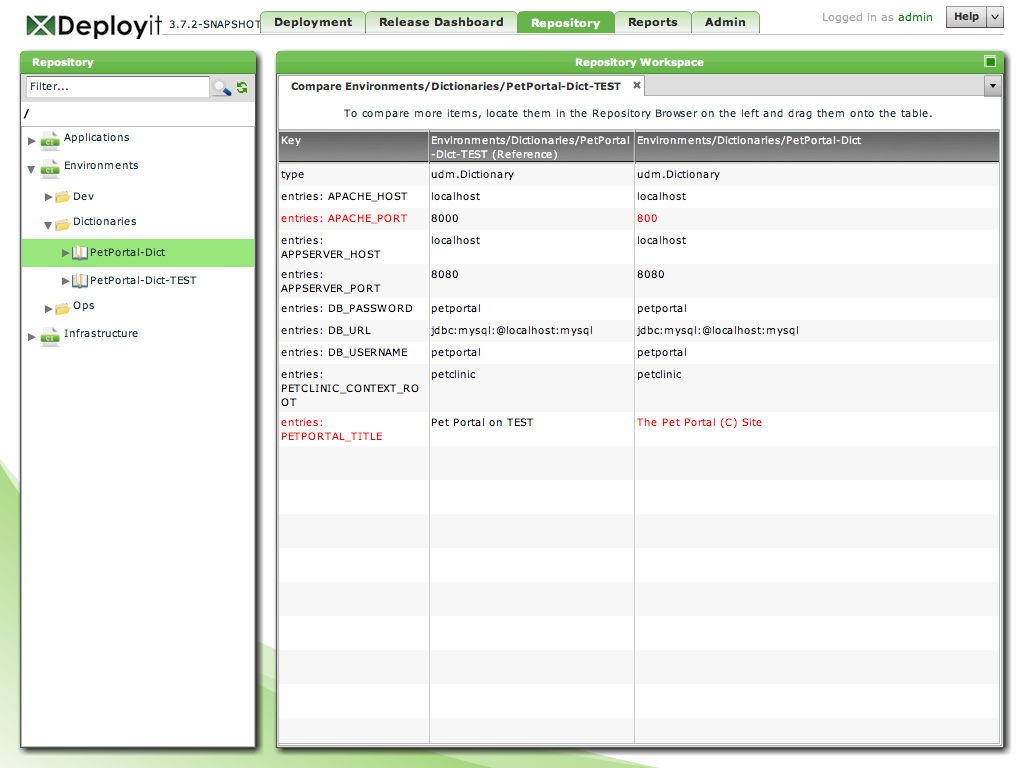 Deployit 3.7.2-SNAPSHOT
Deployment Release Dashboard Repository Reports Admin
Logged in as admin Help
Repository
Filter...
/
Applications
Environments
Dev
Dictionaries
PetPortal-Dict
PetPortal-Dict-TEST
Ops
Infrastructure
Repository Workspace
Compare Environments/Dictionaries/PetPortal-Dict-TEST
To compare more items, locate them in the Repository Browser on the left and drag them onto the table.
Key Environments/Dictionaries/PetPortal Environments/Dictionaries/PetPortal-Dict
-Dict-TEST (Reference)
type udm.Dictionary udm.Dictionary
entries: APACHE_HOST localhost localhost
entries: APACHE_PORT 8000 800
entries: localhost localhost
APPSERVER_HOST
entries: 8080 8080
APPSERVER_PORT
entries: DB_PASSWORD petportal petportal
entries: DB_URL jdbc:mysql:@localhost:mysql jdbc:mysql:@localhost:mysql
entries: DB_USERNAME petportal petportal
entries: petclinic petclinic
PETCLINIC_CONTEXT_RO
OT
entries: Pet Portal on TEST The Pet Portal (C) Site
PETPORTAL_TITLE